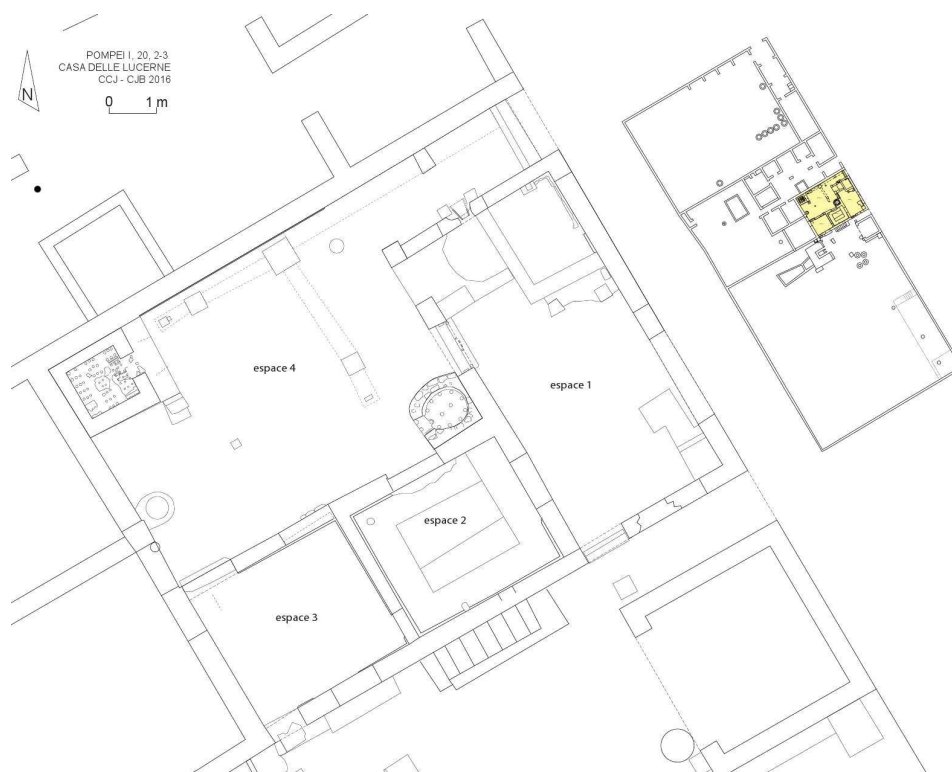 POMPEI I, 20, 2-3
CASA DELLE LUCERNE
CCJ - CJB 2016
N
0 1 m
espace 4
espace 1
espace 2
espace 3